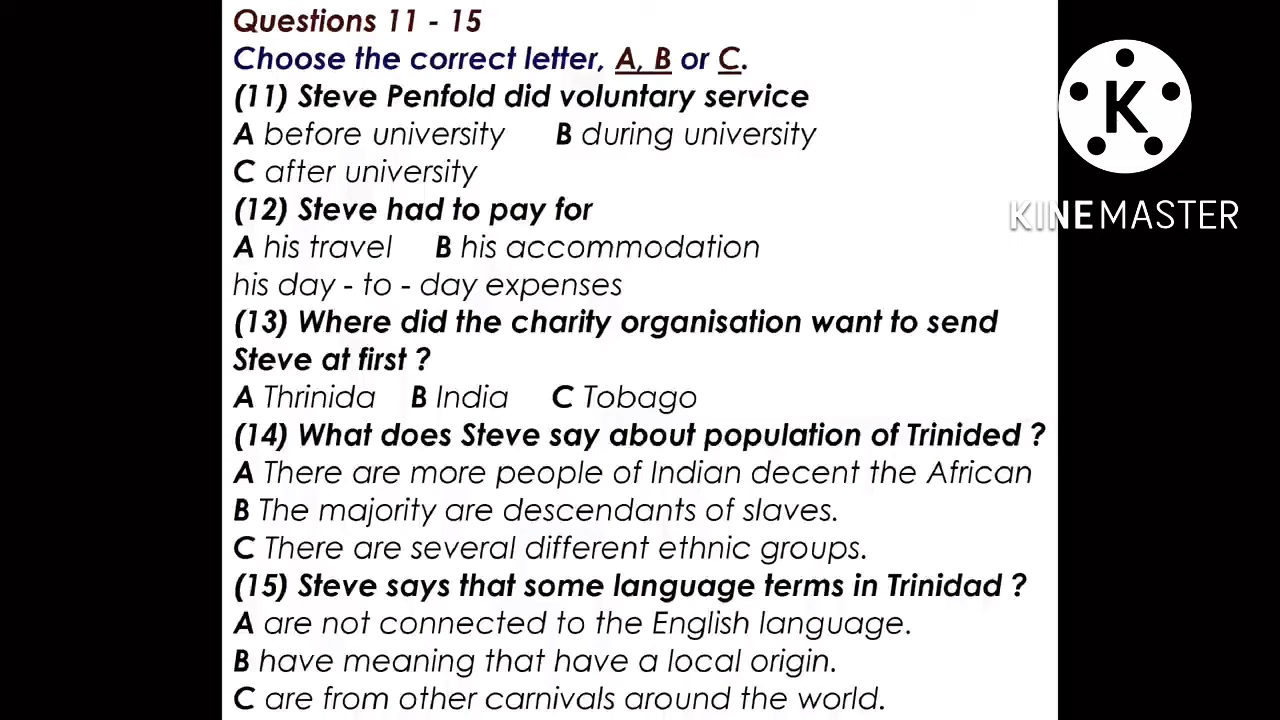 Questions 11 - 15
Choose the correct letter, A, B or C.
(11) Steve Penfold did voluntary service
A before university B during university
C after university
(12) Steve had to pay for
A his travel B his accommodation
his day - to - day expenses
(13) Where did the charity organisation want to send
Steve at first ?
A Thrinida B India C Tobago
(14) What does Steve say about population of Trinided ?
A There are more people of Indian decent the African
B The majority are descendants of slaves.
C There are several different ethnic groups.
(15) Steve says that some language terms in Trinidad ?
A are not connected to the English language.
B have meaning that have a local origin.
C are from other carnivals around the world.
K
KINEMASTER